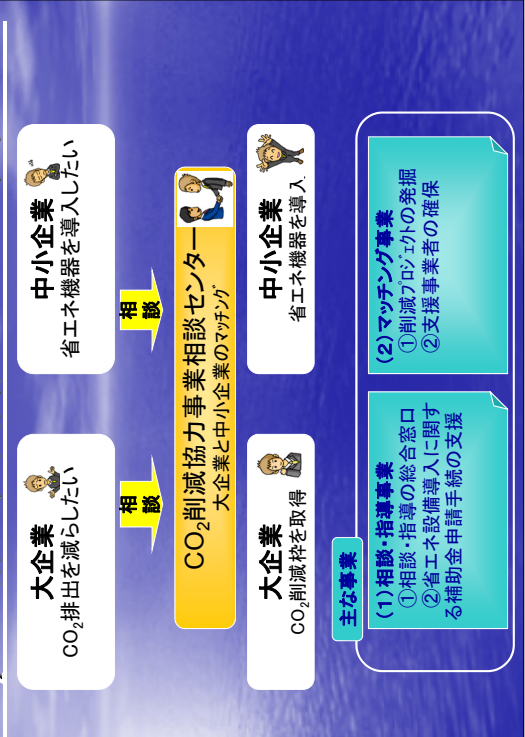 大企業
CO₂排出を減らしたい
中小企業
省エネ機器を導入したい
相談
相談
CO₂削減協力事業相談センター
大企業と中小企業のマッチング
大企業
CO₂削減枠を取得
中小企業
省エネ機器を導入
主な事業
(1)相談・指導事業
①相談・指導の総合窓口
②省エネ設備導入に関す
る補助金申請手続の支援
(2)マッチング事業
①削減プロジェクトの発掘
②支援事業者の確保